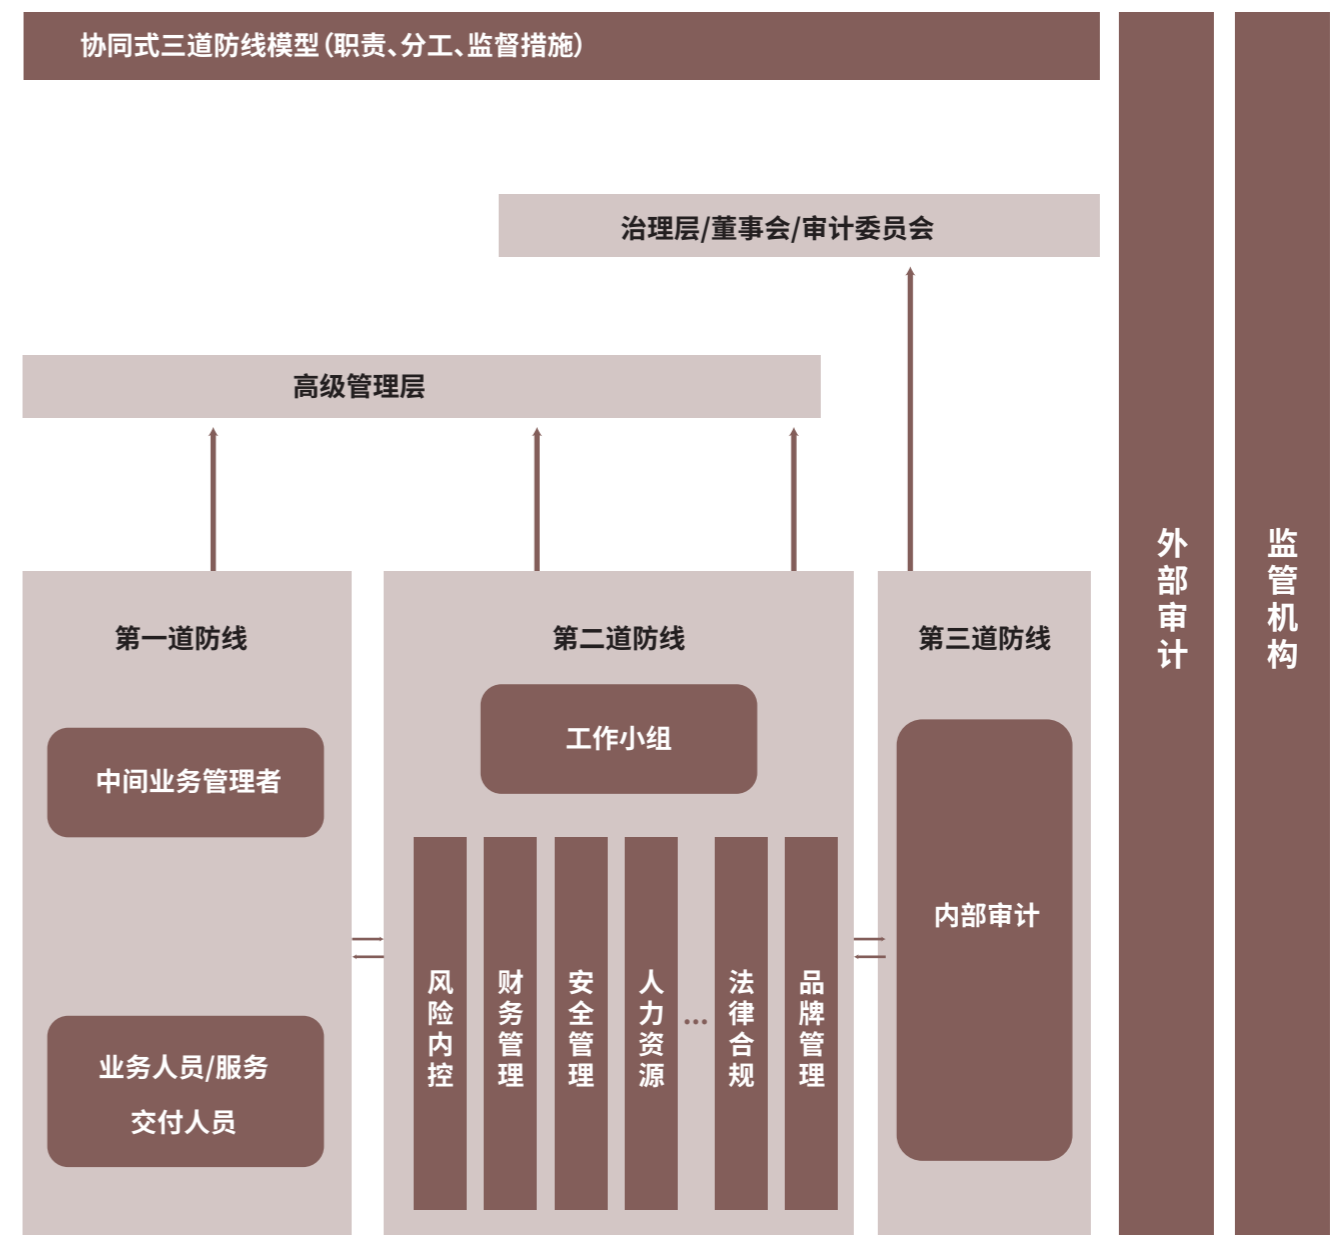 协同式三道防线模型（职责、分工、监督措施）
治理层/董事会/审计委员会
高级管理层
第一道防线
中间业务管理者
业务人员/服务
交付人员
第二道防线
工作小组
风险内控
财务管理
安全管理
人力资源
...
法律合规
品牌管理
第三道防线
内部审计
外部审计
监管机构